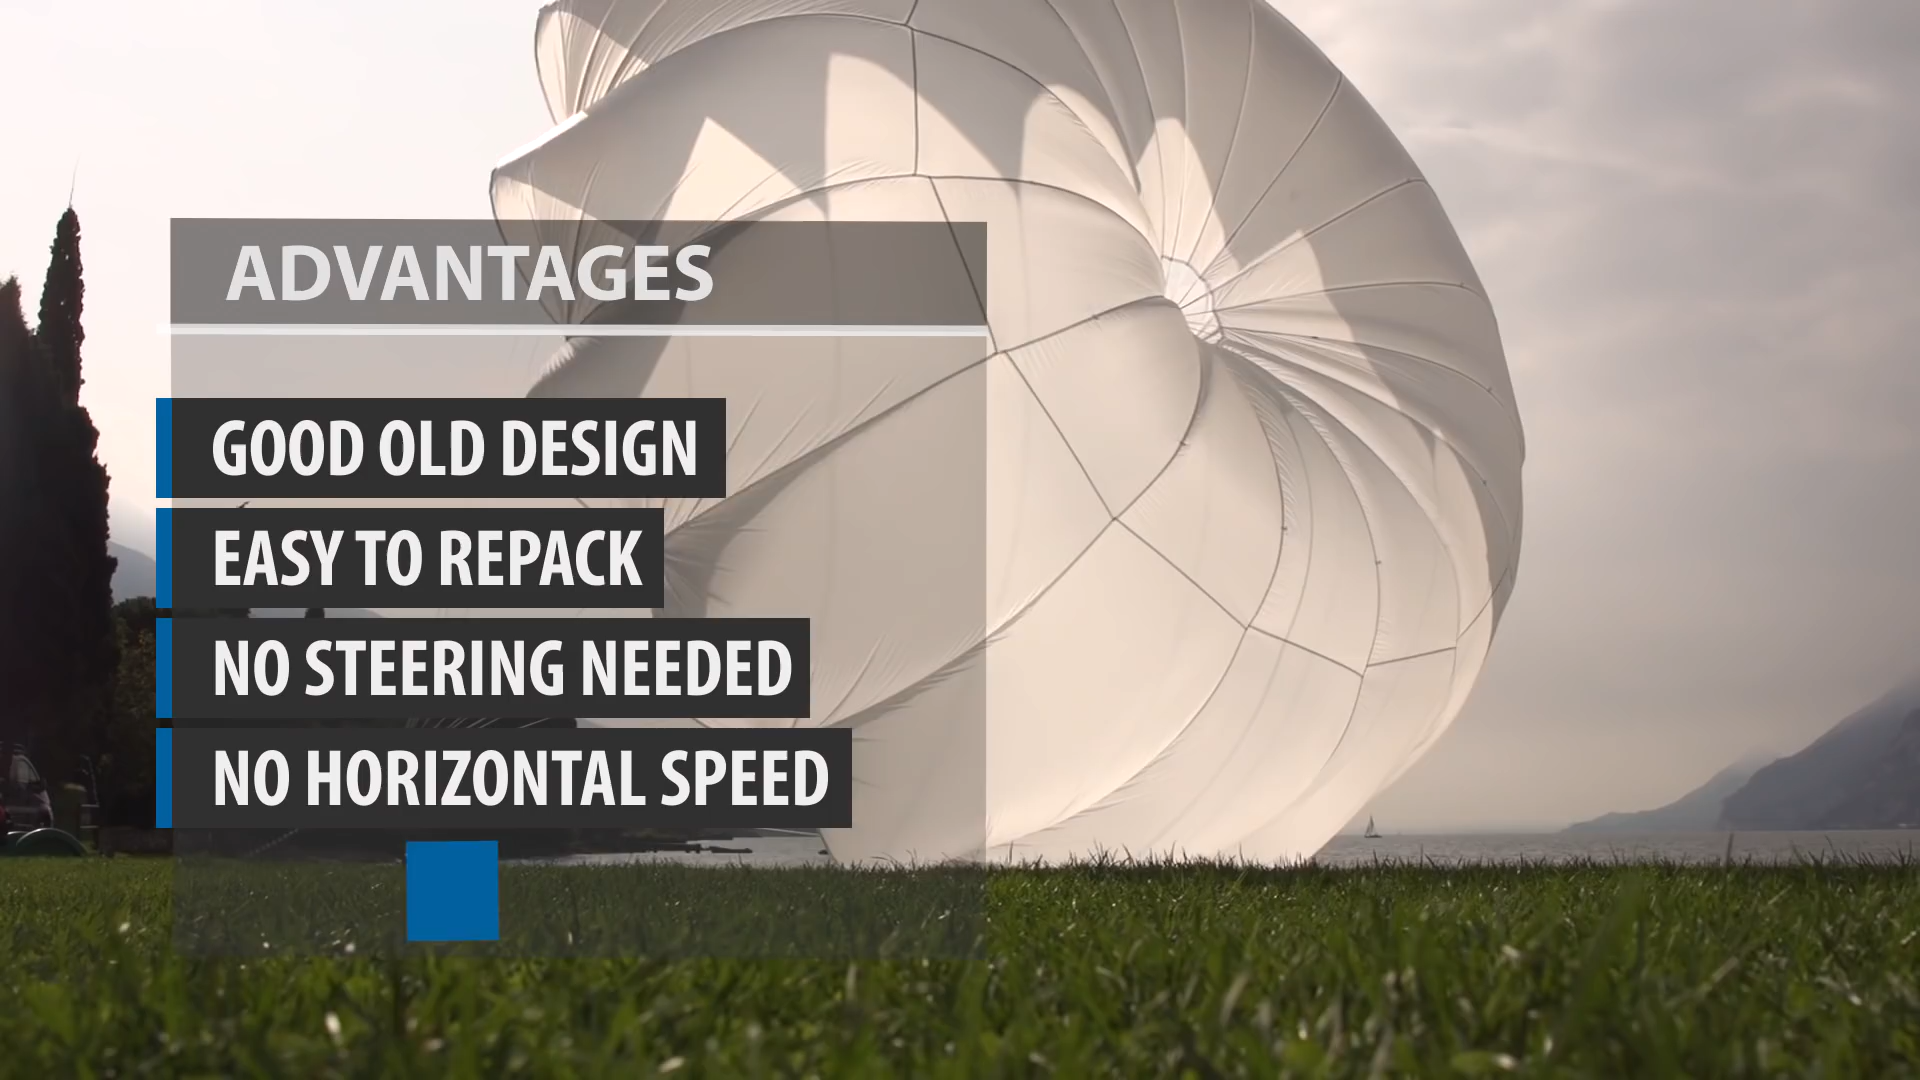 ADVANTAGES
GOOD OLD DESIGN
EASY TO REPACK
NO STEERING NEEDED
NO HORIZONTAL SPEED